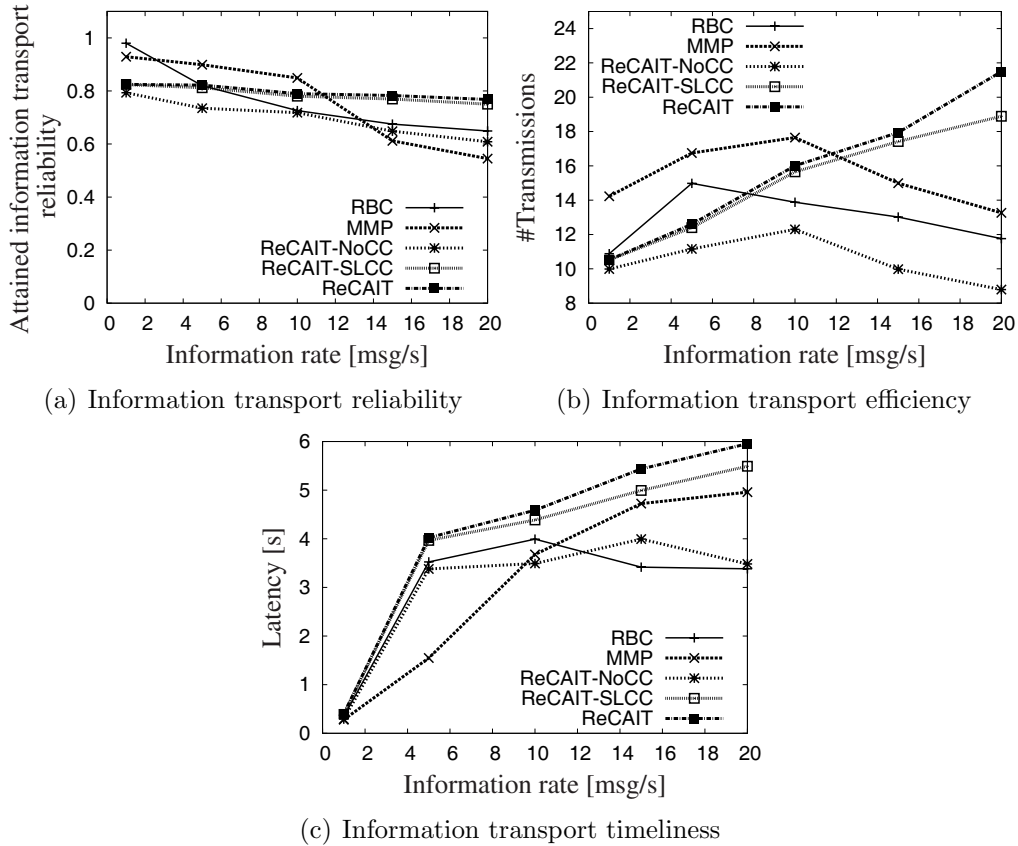 Attained information transport
reliability
1
0.8
0.6
0.4
0.2
0
RBC
MMP
ReCAIT-NoCC
ReCAIT-SLCC
ReCAIT
0 2 4 6 8 10 12 14 16 18 20
Information rate [msg/s]
(a) Information transport reliability
#Transmissions
24
22
20
18
16
14
12
10
8
RBC
MMP
ReCAIT-NoCC
ReCAIT-SLCC
ReCAIT
0 2 4 6 8 10 12 14 16 18 20
Information rate [msg/s]
(b) Information transport efficiency
Latency [s]
6
5
4
3
2
1
0
RBC
MMP
ReCAIT-NoCC
ReCAIT-SLCC
ReCAIT
0 2 4 6 8 10 12 14 16 18 20
Information rate [msg/s]
(c) Information transport timeliness